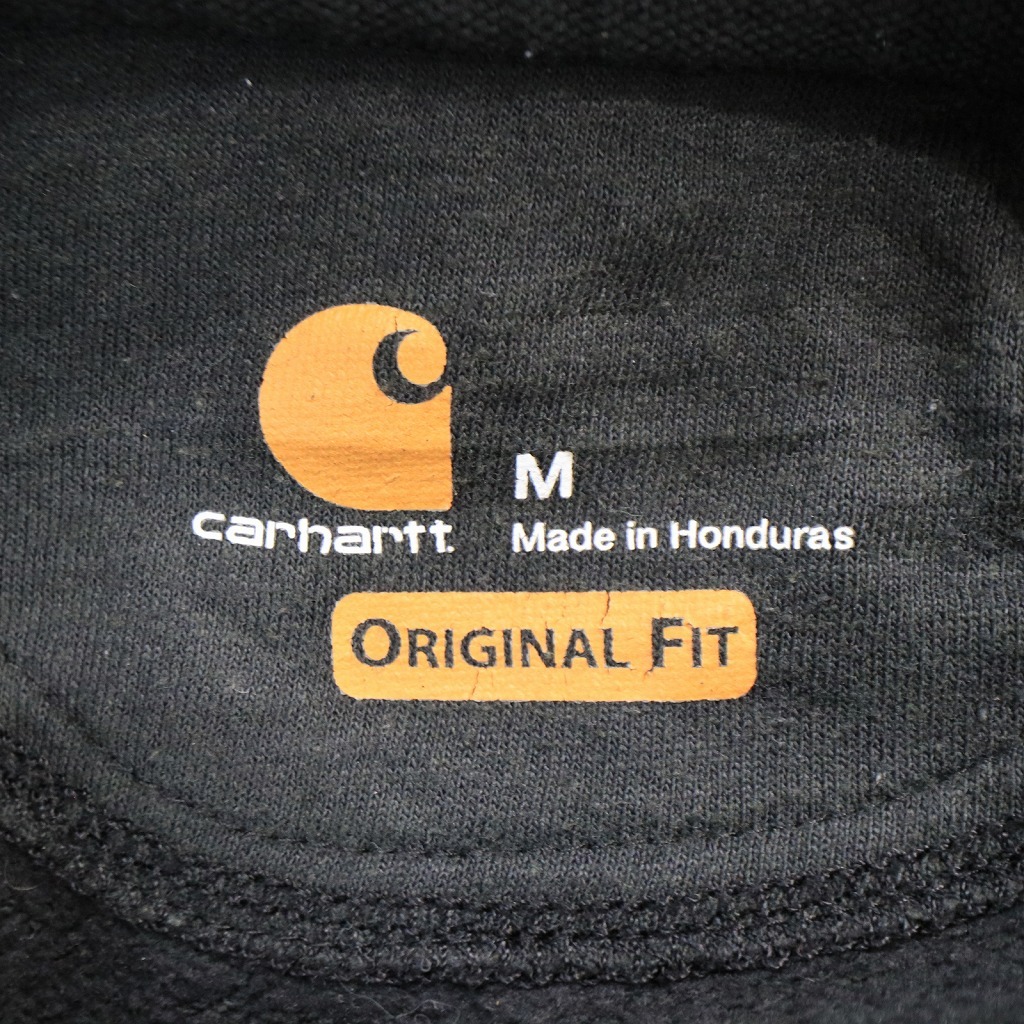 M
carhartt
Made in Honduras
ORIGINAL FIT